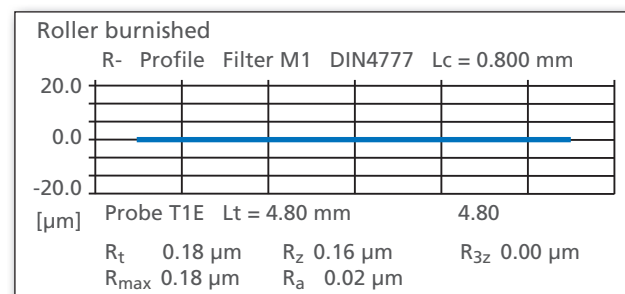 Roller burnished
R- Profile Filter M1 DIN4777 Lc = 0.800 mm
20.0
0.0
-20.0
[µm] Probe T1E Lt = 4.80 mm 4.80
Rt 0.18 µm Rz 0.16 µm R3z 0.00 µm
Rmax 0.18 µm Ra 0.02 µm